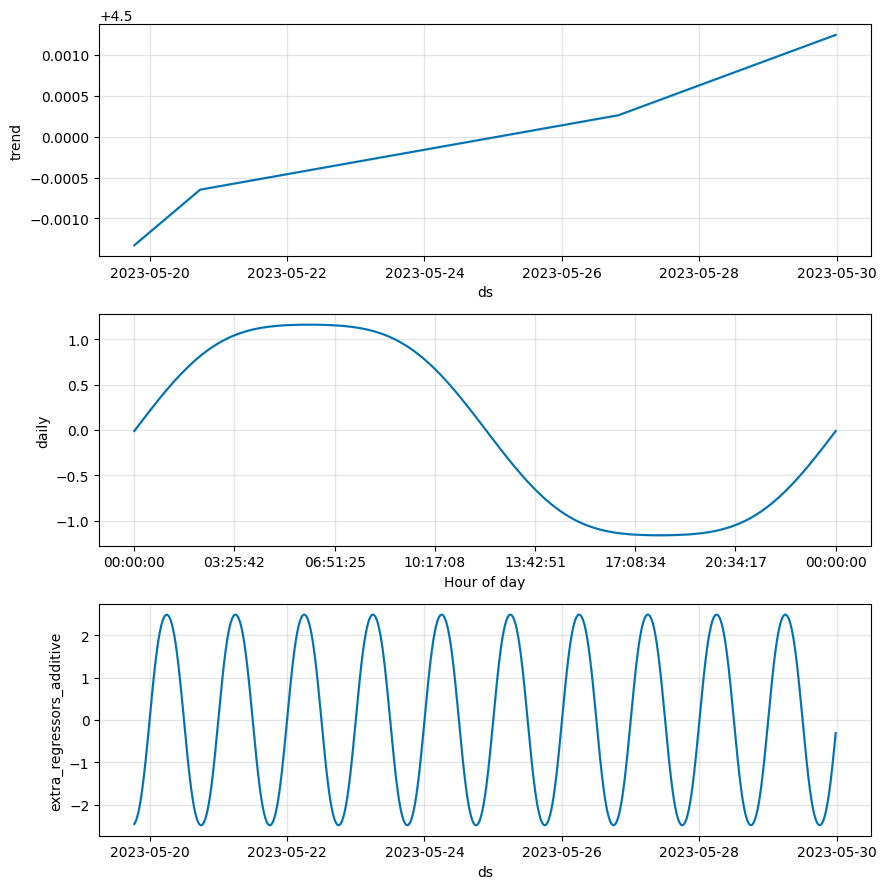 +4.5
0.0010
0.0005
0.0000
−0.0005
−0.0010
trend
2023-05-20 2023-05-22 2023-05-24 2023-05-26 2023-05-28 2023-05-30
ds
1.0
0.5
0.0
−0.5
−1.0
daily
00:00:00 03:25:42 06:51:25 10:17:08 13:42:51 17:08:34 20:34:17 00:00:00
Hour of day
2
1
0
−1
−2
extra_regressors_additive
2023-05-20 2023-05-22 2023-05-24 2023-05-26 2023-05-28 2023-05-30
ds